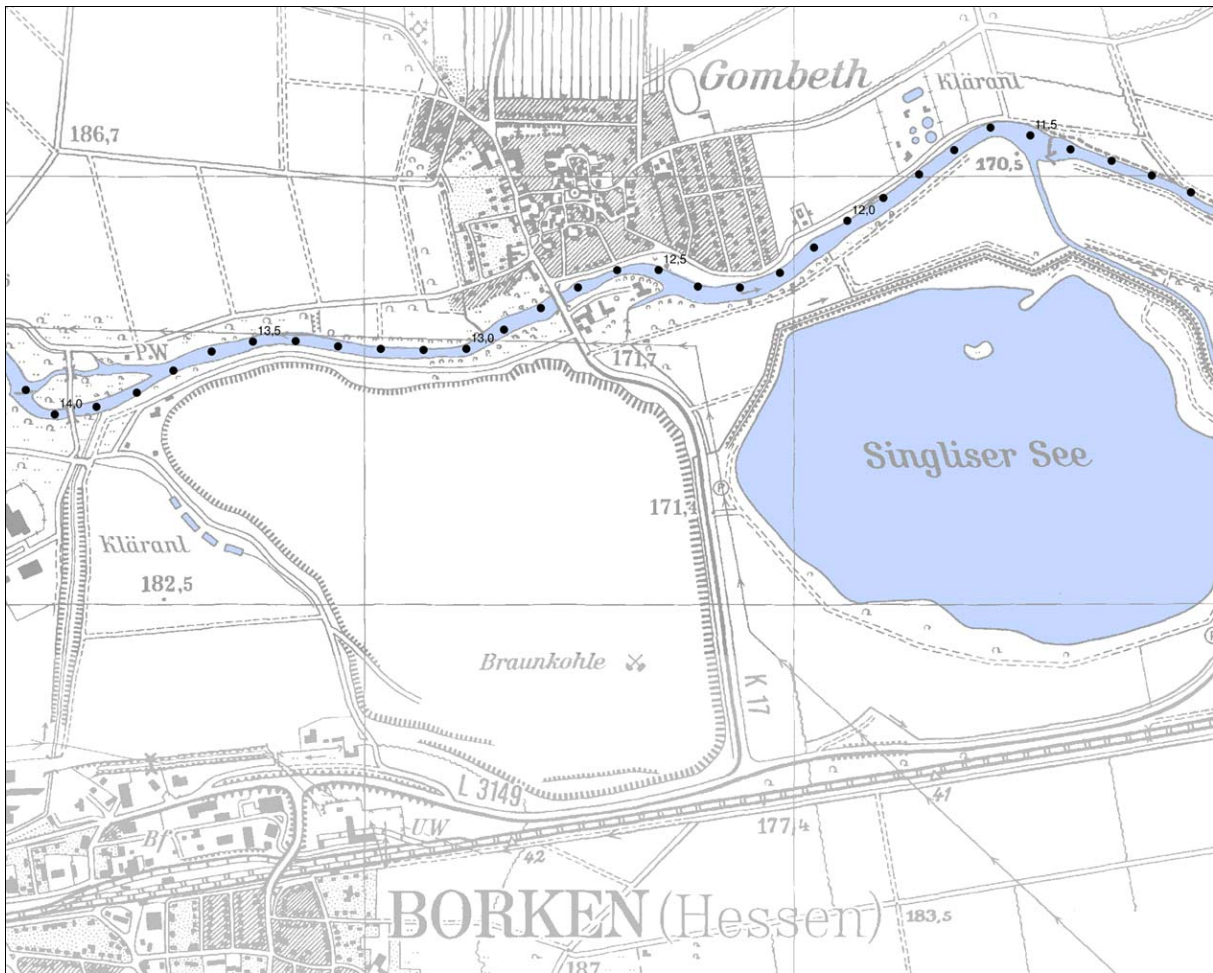 Gombeth
Kläranl
186,7
11,5
170,5
12,0
12,5
13,5
P.W
13,0
171,7
14,0
Singliser See
171,4
P
Kläranl
182,5
Braunkohle
K 17
P
L 3149
41
UW
Bf
177,4
42
BORKEN (Hessen)
183,5
187